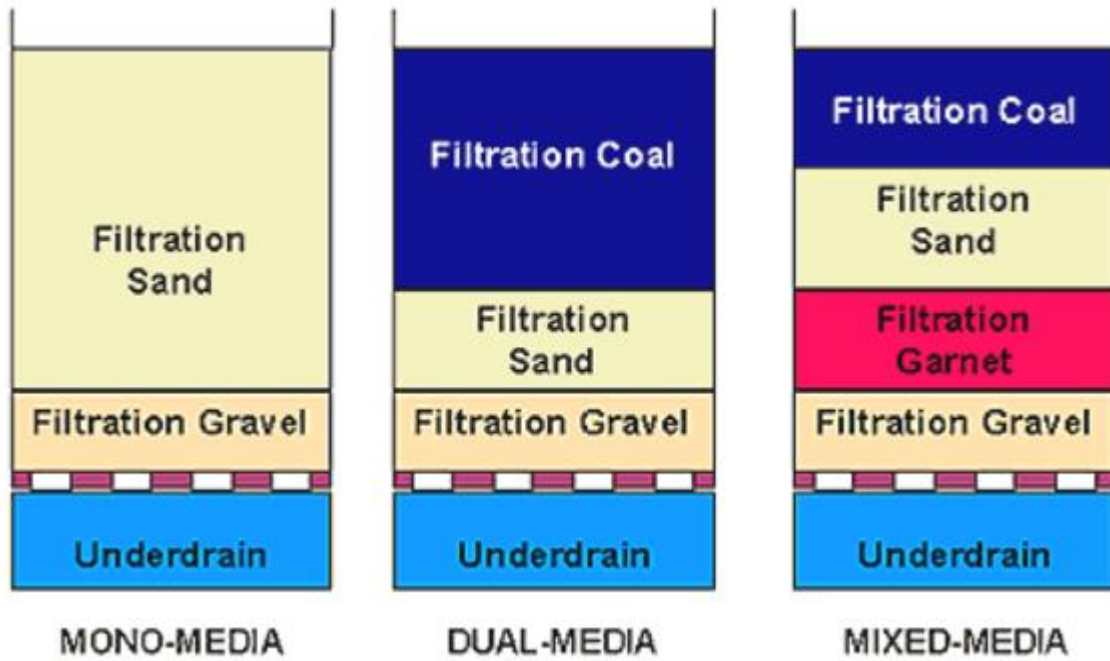 Filtration
Sand
Filtration Gravel
Underdrain
MONO-MEDIA
Filtration Coal
Filtration
Sand
Filtration Gravel
Underdrain
DUAL-MEDIA
Filtration Coal
Filtration
Sand
Filtration
Garnet
Filtration Gravel
Underdrain
MIXED-MEDIA